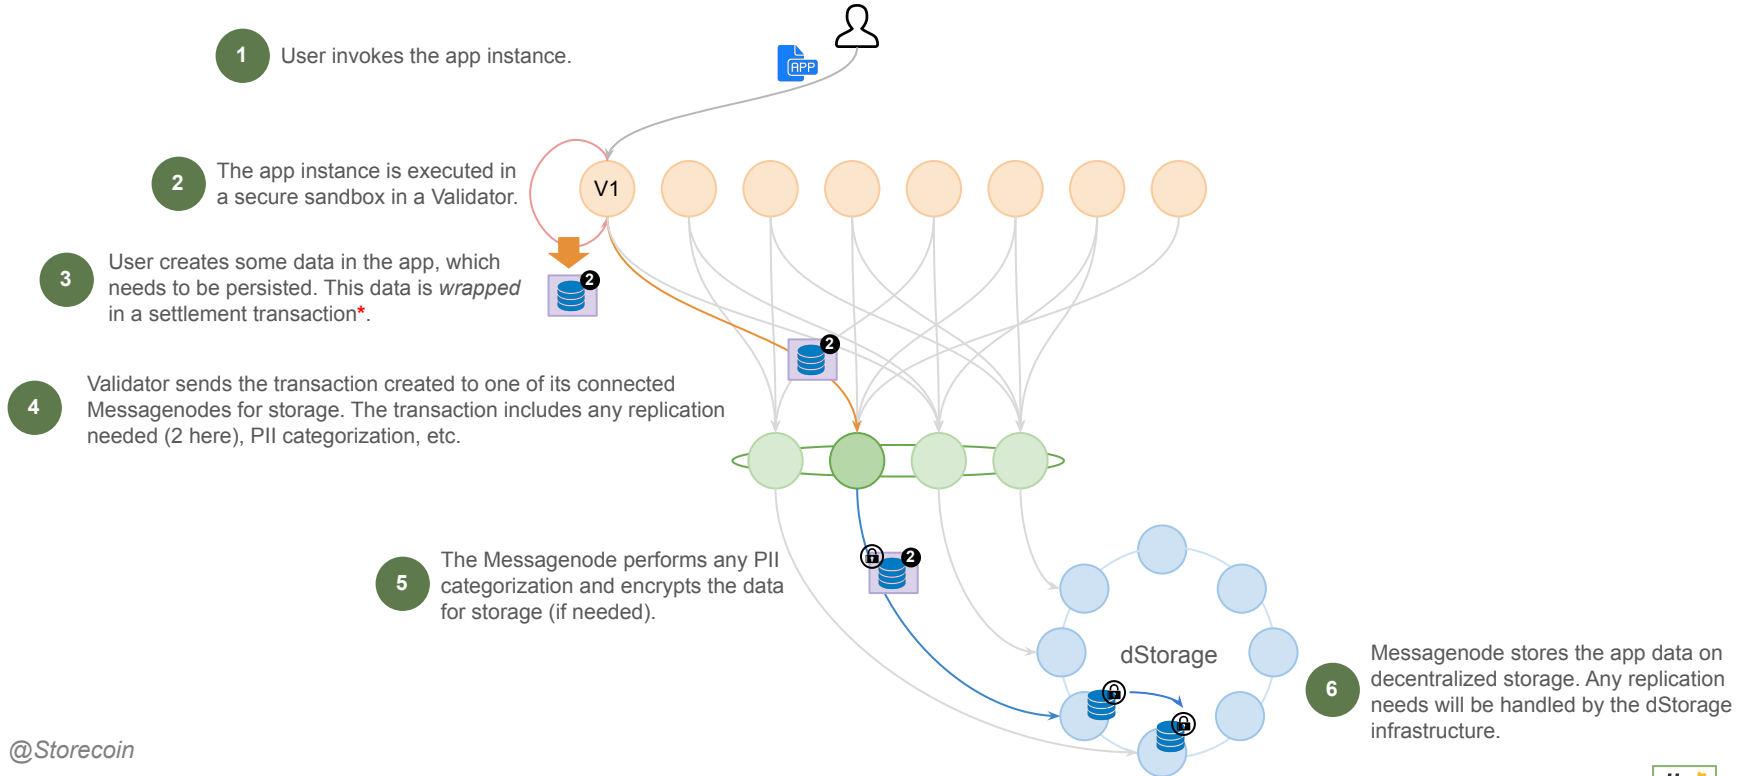 1
User invokes the app instance.
APP
2
The app instance is executed in
a secure sandbox in a Validator.
V1
3
User creates some data in the app, which
needs to be persisted. This data is wrapped
in a settlement transaction*.
2
2
4
Validator sends the transaction created to one of its connected
Messagenodes for storage. The transaction includes any replication
needed (2 here), PII categorization, etc.
5
The Messagenode performs any PII
categorization and encrypts the data
for storage (if needed).
2
dStorage
6
Messagenode stores the app data on
decentralized storage. Any replication
needs will be handled by the dStorage
infrastructure.
@Storecoin